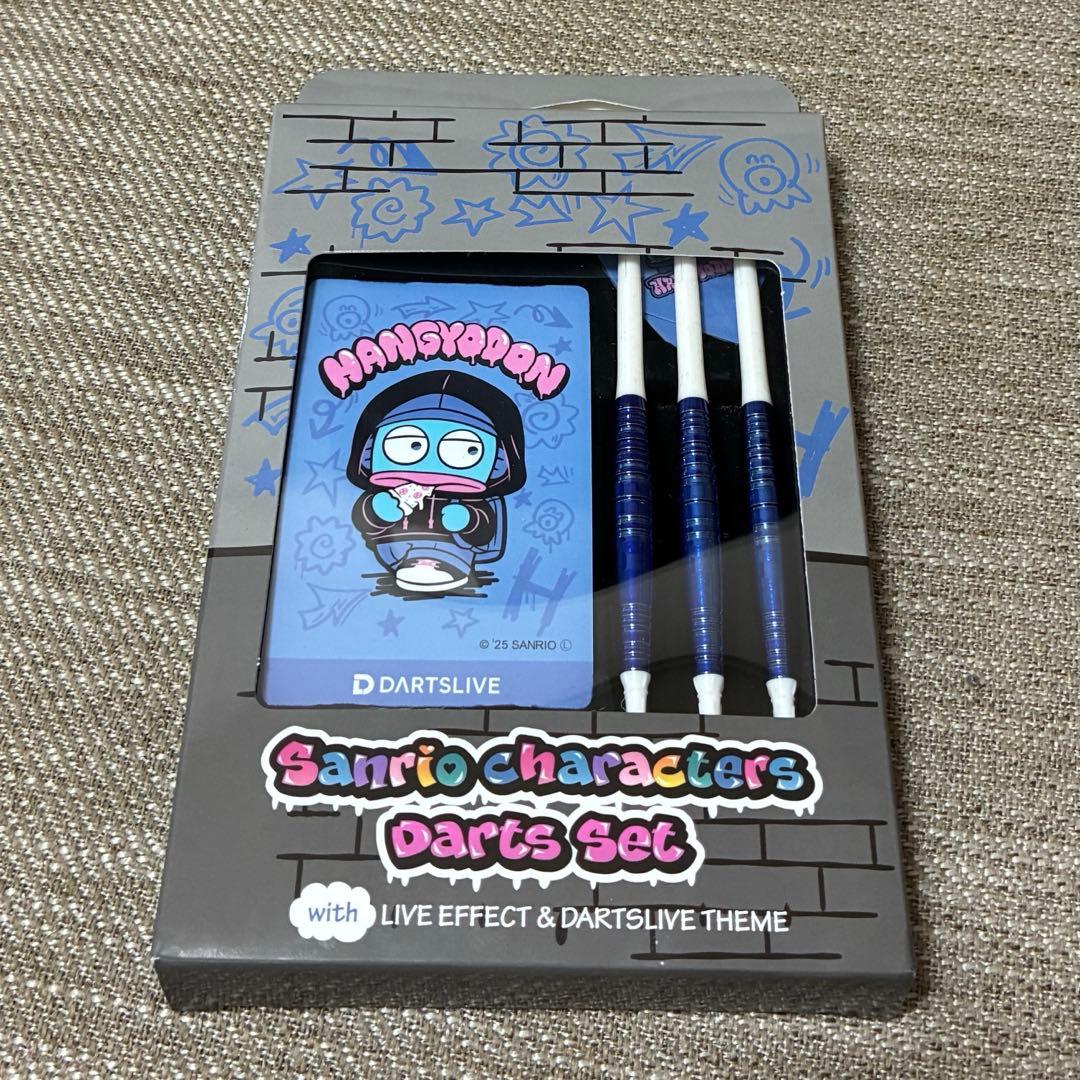 HANGYODON
© '25 SANRIO Ⓛ
DARTSLIVE
Sanrio characters
Darts Set
with LIVE EFFECT & DARTSLIVE THEME